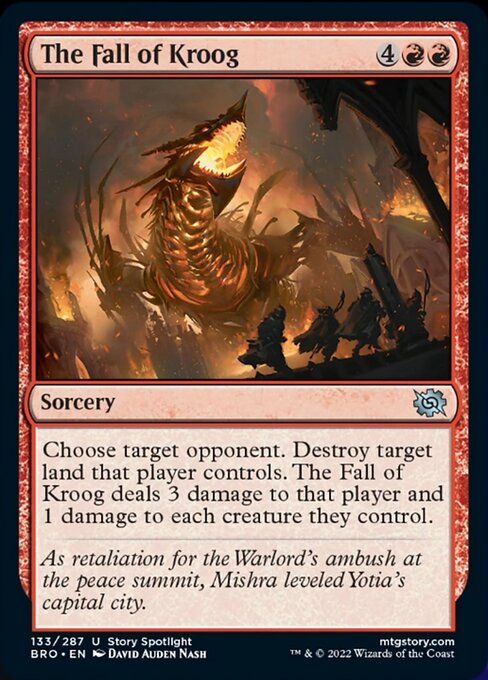 The Fall of Kroog 4
Sorcery
Choose target opponent. Destroy target
land that player controls. The Fall of
Kroog deals 3 damage to that player and
1 damage to each creature they control.
As retaliation for the Warlord's ambush at
the peace summit, Mishra leveled Yotia's
capital city.
133/287 U Story Spotlight mtgstory.com
BRO • EN David Auden Nash ™ & © 2022 Wizards of the Coast